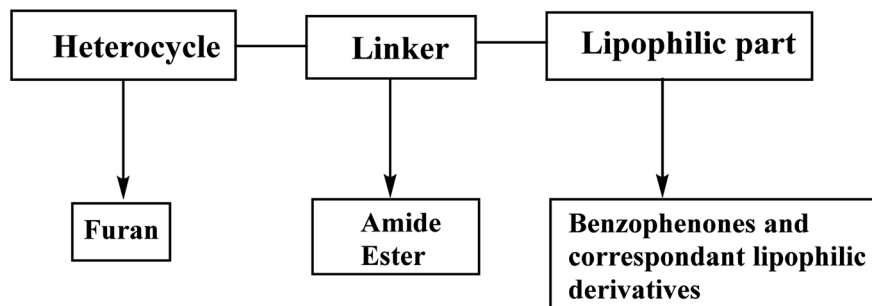 Heterocycle
Linker
Lipophilic part
Furan
Amide
Ester
Benzophenones and
correspondant lipophilic
derivatives